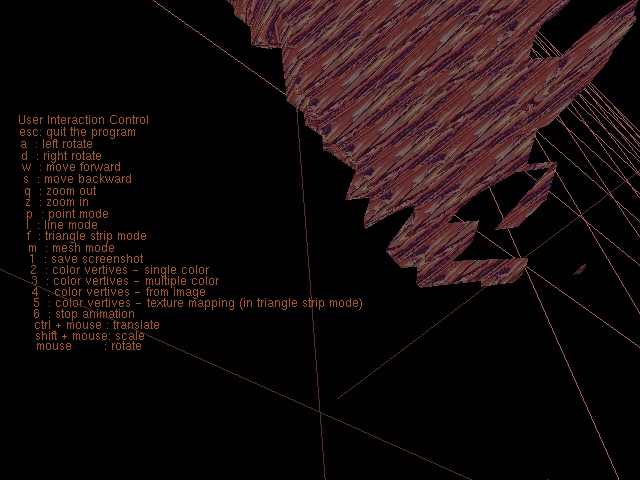 User Interaction Control
esc: quit the program
a : left rotate
d : right rotate
w : move forward
s : move backward
q : zoom out
z : zoom in
p : point mode
l : line mode
f : triangle strip mode
m : mesh mode
1 : save screenshot
2 : color vertives - single color
3 : color vertives - multiple color
4 : color vertives - from image
5 : color vertives - texture mapping (in triangle strip mode)
6 : stop animation
ctrl + mouse : translate
shift + mouse: scale
mouse : rotate